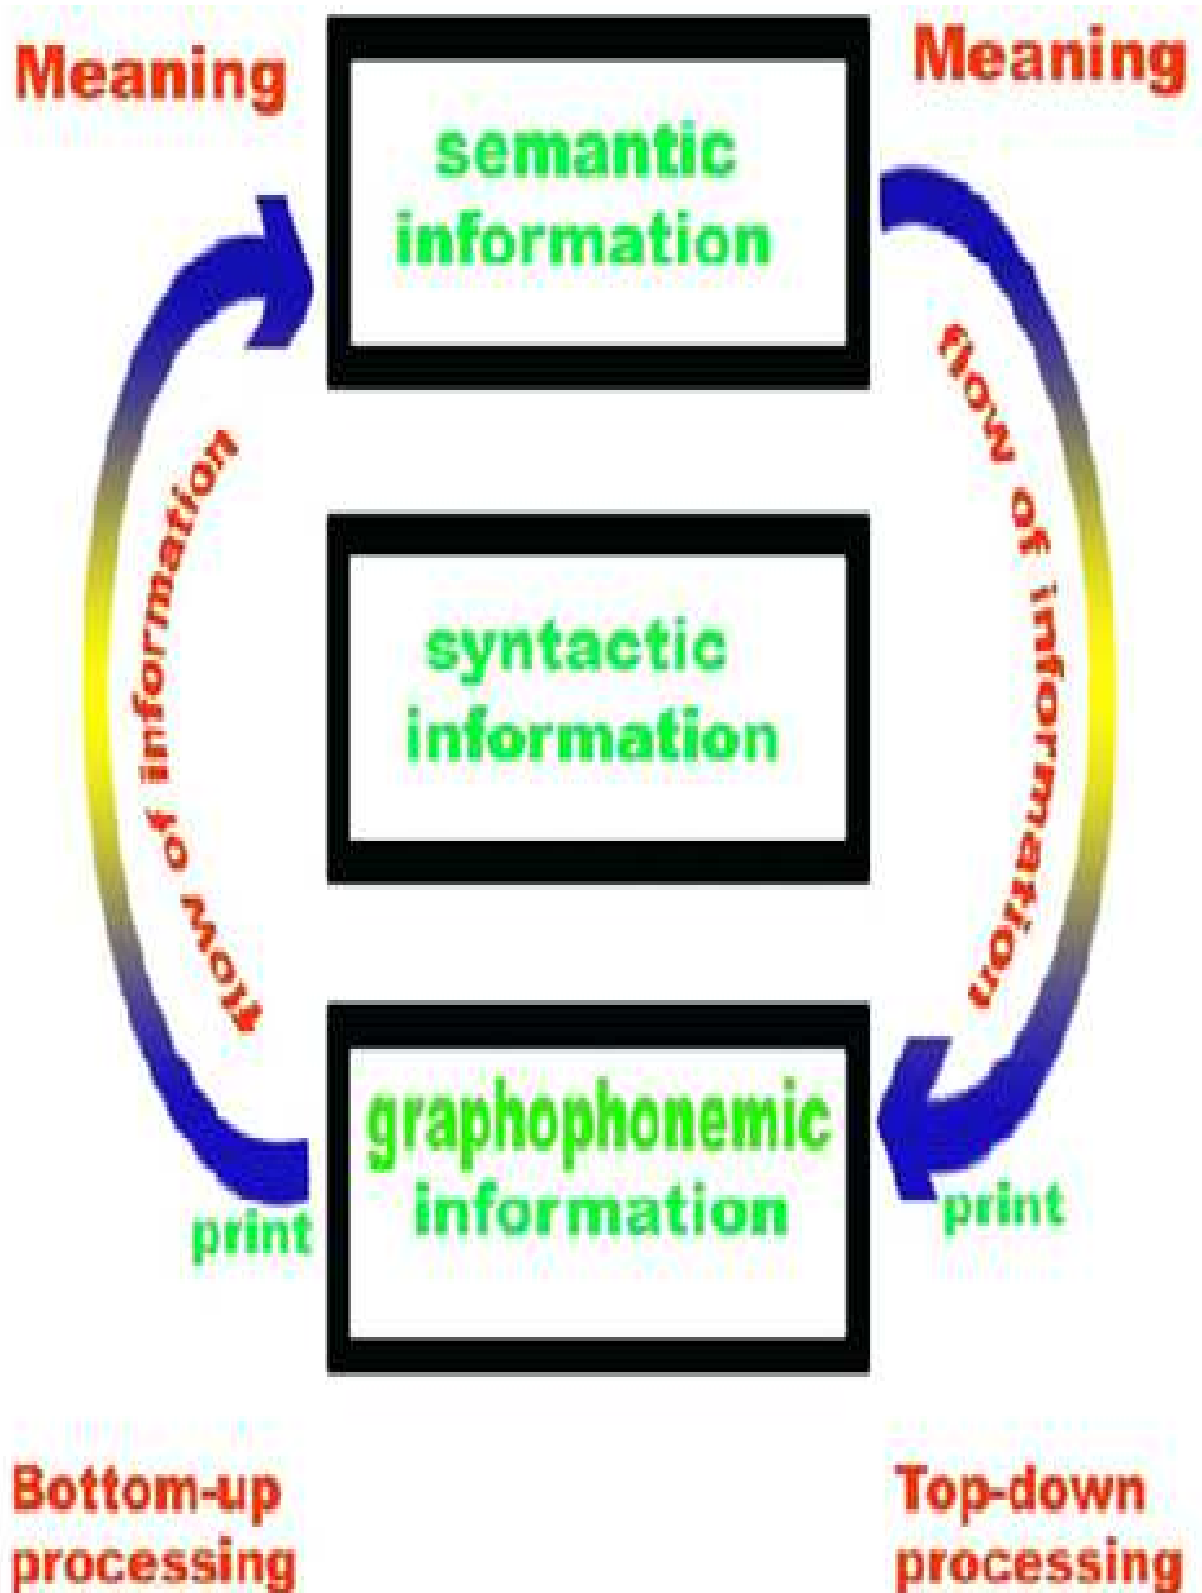 Meaning
Meaning
semantic
information
flow of information
flow of information
syntactic
information
graphophonemic
information
print
print
Bottom-up
processing
Top-down
processing